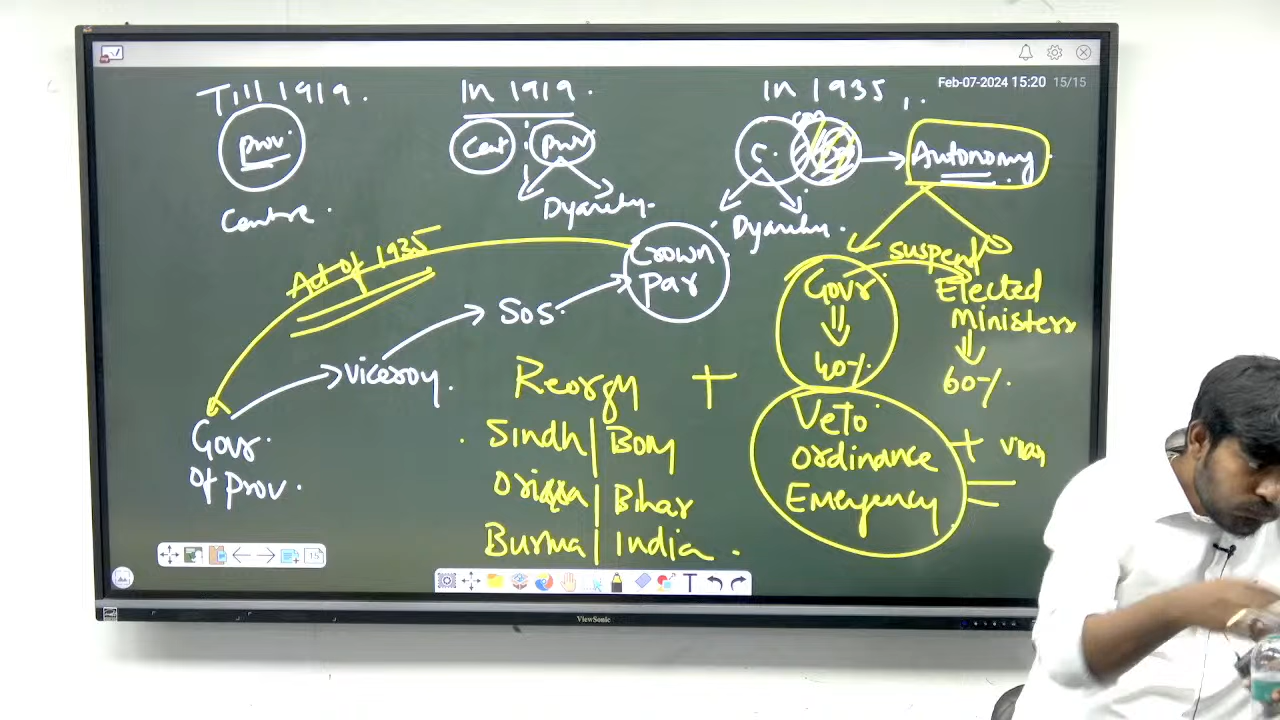 Feb-07-2024 15:20 15/15
Till 1919.
prov.
Centre.
In 1919.
Cent prov
Dyarchy.
In 1935.
C.
Autonomy
Dyarchy.
Act of 1935
Crown
par
SoS.
Viceroy.
Govr.
of prov.
suspend
Govr
40%
Elected
Ministers
60%.
Reorgn +
Sindh | Bom
Orissa | Bihar
Burma | India.
Veto
ordinance
Emergency
+
15
T
ViewSonic